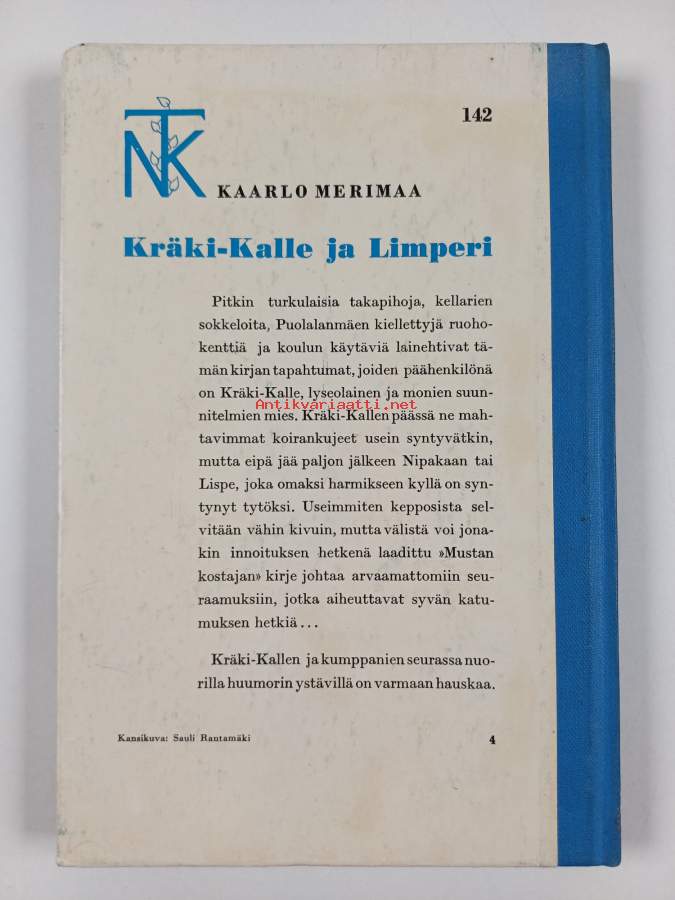 NTK
142
KAARLO MERIMAA
Kräki-Kalle ja Limperi
Pitkin turkulaisia takapihoja, kellarien
sokkeloita, Puolalanmäen kiellettyjä ruoho-
kenttiä ja koulun käytäviä lainehtivat tä-
män kirjan tapahtumat, joiden päähenkilönä
on Kräki-Kalle, lyseolainen ja monien suun-
Antikvariaatti.net
nitelmien mies. Kräki-Kallen päässä ne mah-
tavimmat koirankujeet usein syntyvätkin,
mutta eipä jää paljon jälkeen Nipakaan tai
Lispe, joka omaksi harmikseen kyllä on syn-
tynyt tytöksi. Useimmiten kepposista sel-
vitään vähin kivuin, mutta välistä voi jona-
kin innoituksen hetkenä laadittu »Mustan
kostajan» kirje johtaa arvaamattomiin seu-
raamuksiin, jotka aiheuttavat syvän katu-
muksen hetkiä...
Kräki-Kallen ja kumppanien seurassa nuo-
rilla huumorin ystävillä on varmaan hauskaa.
Kansikuva: Sauli Rantamäki
4